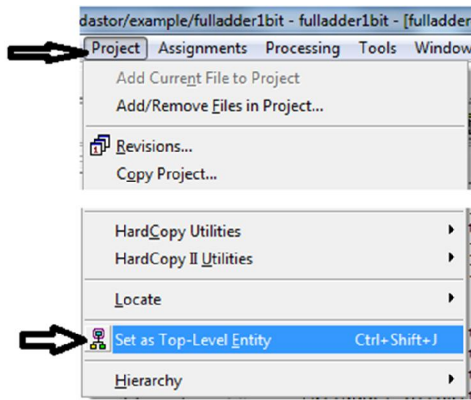 dastor/example/fulladder1bit - fulladder1bit - [fulladder
Project Assignments Processing Tools Window
Add Current File to Project
Add/Remove Files in Project...
Revisions...
Copy Project...
HardCopy Utilities
HardCopy II Utilities
Locate
Set as Top-Level Entity Ctrl+Shift+J
Hierarchy